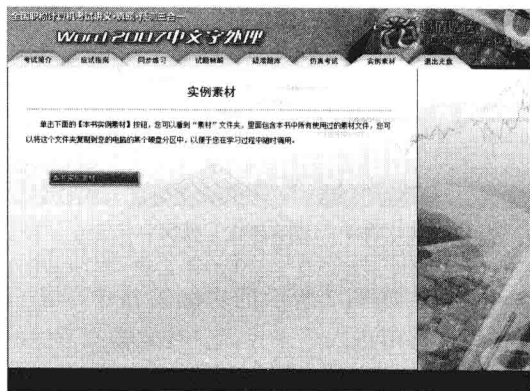 全国职称计算机考试讲义·真题·预测三合一
Word 2007中文字处理
考试简介 应试指南 同步练习 试题精解 疑难题库 仿真考试 实例素材 退出光盘
实例素材
单击下面的【本书实例素材】按钮，您可以看到“素材”文件夹，里面包含本书中所有使用过的素材文件，您可
以将这个文件夹复制到您的电脑的某个硬盘分区中，以便于您在学习过程中随时调用。
本书实例素材